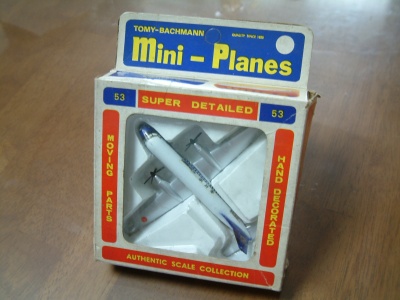 TOMY-BACHMANN
Mini - Planes
53
SUPER DETAILED
53
MOVING PARTS
HAND DECORATED
AUTHENTIC SCALE COLLECTION